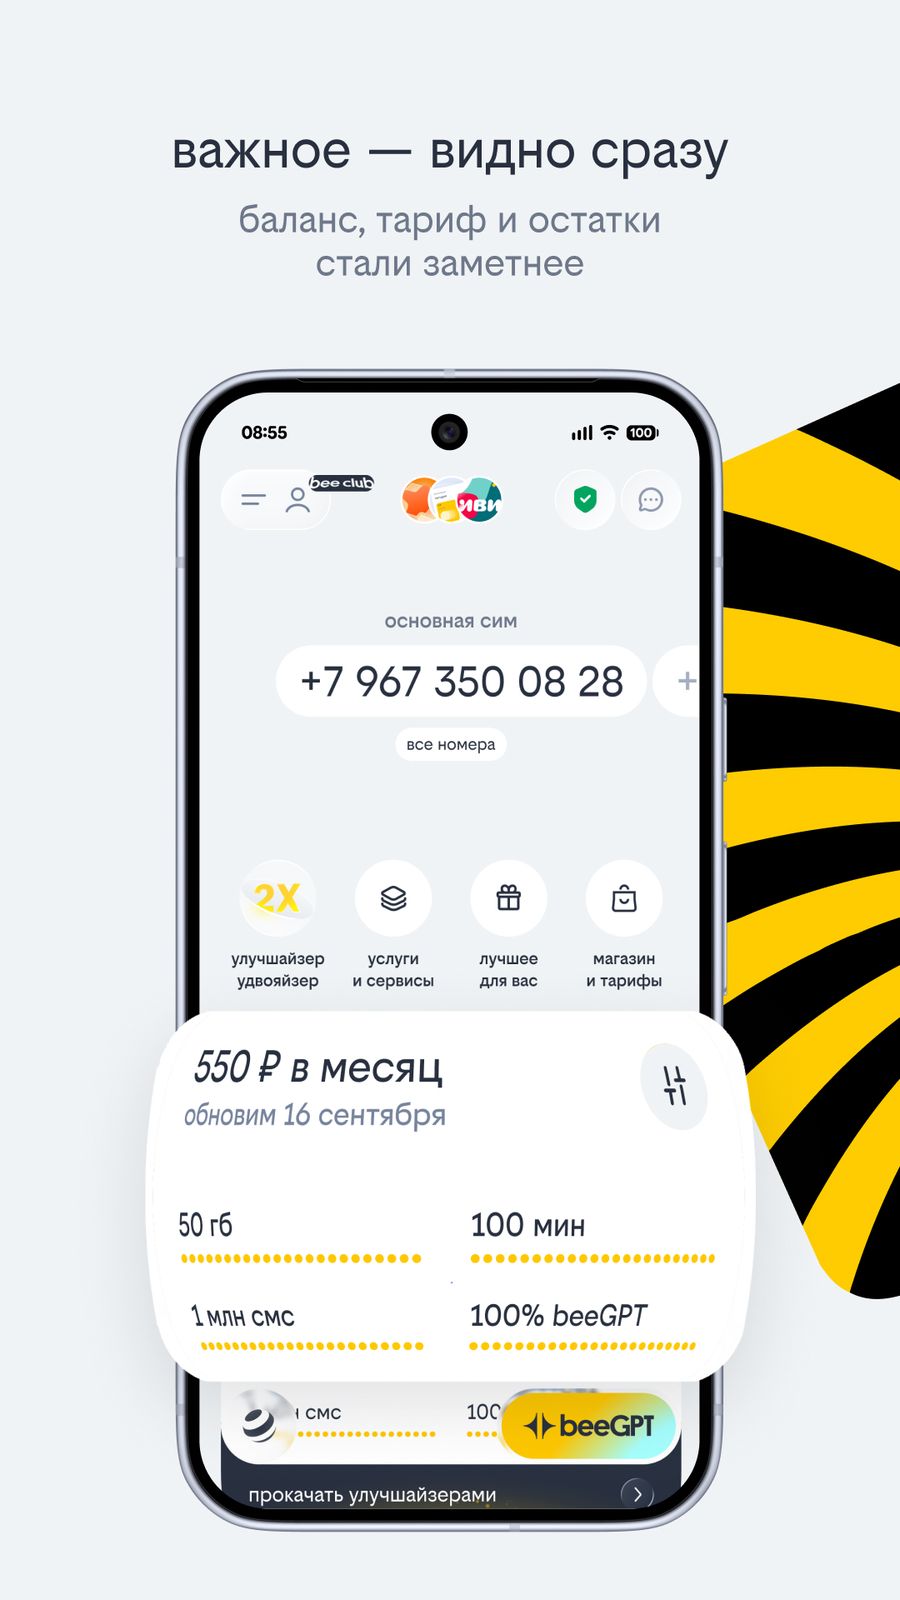 важное — видно сразу
баланс, тариф и остатки
стали заметнее
08:55
100
bee club
иви
основная сим
+7 967 350 08 28
+
все номера
2X
улучшайзер
удвояйзер
услуги
и сервисы
лучшее
для вас
магазин
и тарифы
550 ₽ в месяц
обновим 16 сентября
50 гб
100 мин
1 млн смс
100% beeGPT
смс
100
beeGPT
прокачать улучшайзерами